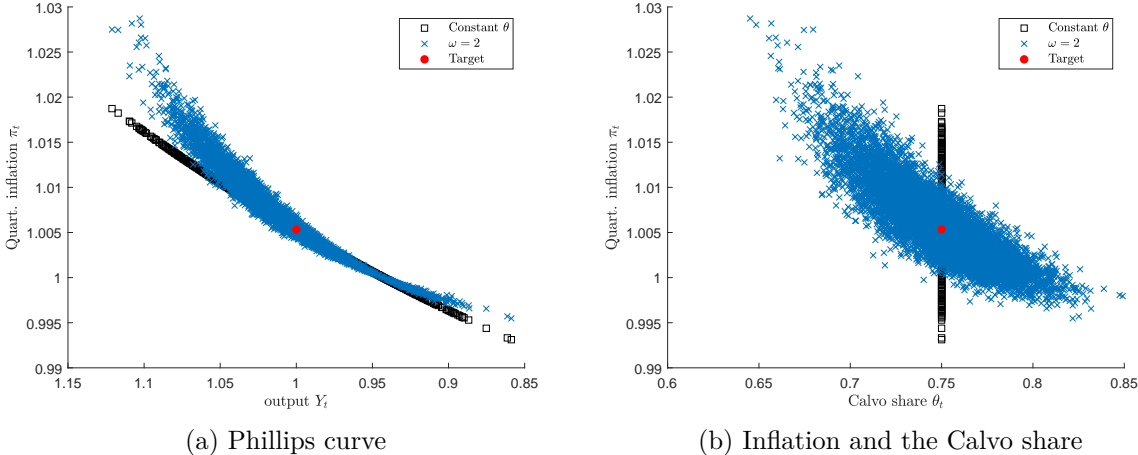 1.03
1.025
1.02
1.015
1.01
1.005
1
0.995
0.99
Quart. inflation π_t
1.15
1.1
1.05
1
0.95
0.9
0.85
output Y_t
Constant θ
ω = 2
Target
(a) Phillips curve
1.03
1.025
1.02
1.015
1.01
1.005
1
0.995
0.99
Quart. inflation π_t
0.6
0.65
0.7
0.75
0.8
0.85
Calvo share θ_t
Constant θ
ω = 2
Target
(b) Inflation and the Calvo share